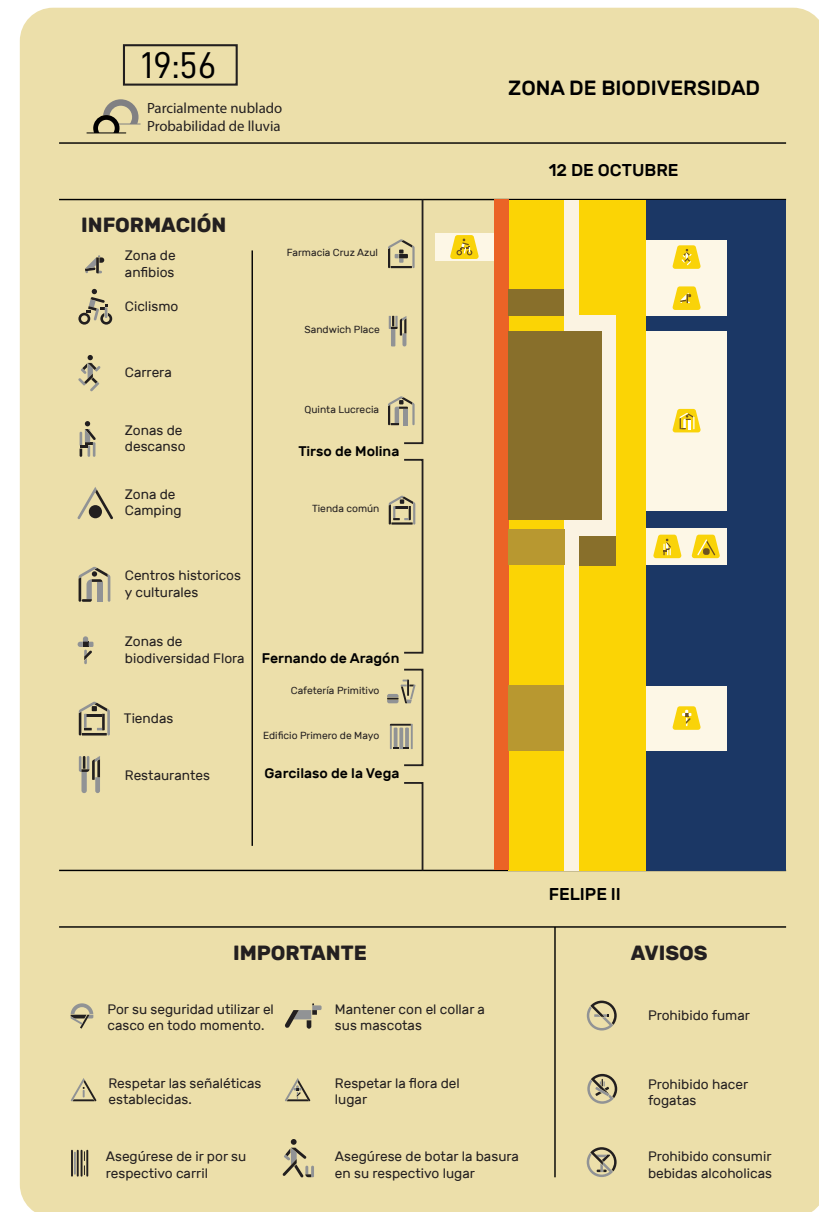 19:56
Parcialmente nublado
Probabilidad de lluvia
ZONA DE BIODIVERSIDAD
12 DE OCTUBRE
INFORMACIÓN
Zona de
anfibios
Ciclismo
Carrera
Zonas de
descanso
Zona de
Camping
Centros historicos
y culturales
Zonas de
biodiversidad Flora
Tiendas
Restaurantes
Farmacia Cruz Azul
Sandwich Place
Quinta Lucrecia
Tirso de Molina
Tienda común
Fernando de Aragón
Cafetería Primitivo
Edificio Primero de Mayo
Garcilaso de la Vega
FELIPE II
IMPORTANTE
Por su seguridad utilizar el
casco en todo momento.
Mantener con el collar a
sus mascotas
Respetar las señaléticas
establecidas.
Respetar la flora del
lugar
Asegúrese de ir por su
respectivo carril
Asegúrese de botar la basura
en su respectivo lugar
AVISOS
Prohibido fumar
Prohibido hacer
fogatas
Prohibido consumir
bebidas alcoholicas